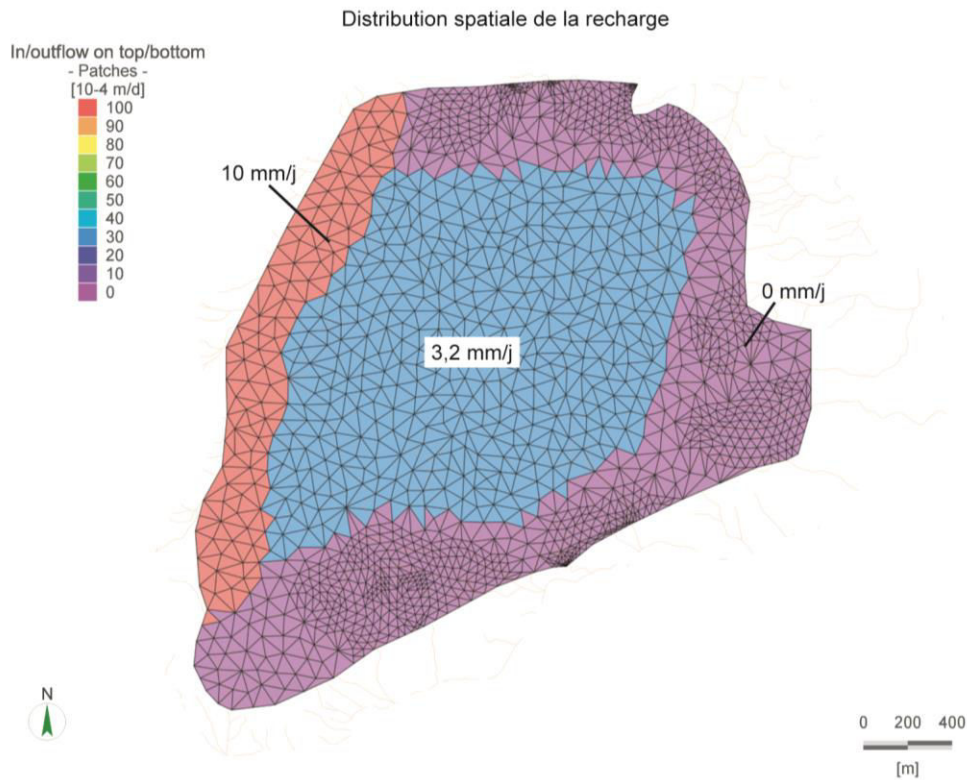 Distribution spatiale de la recharge
In/outflow on top/bottom
- Patches -
[10-4 m/d]
100
90
80
70
60
50
40
30
20
10
0
10 mm/j
0 mm/j
3,2 mm/j
N
0 200 400
[m]